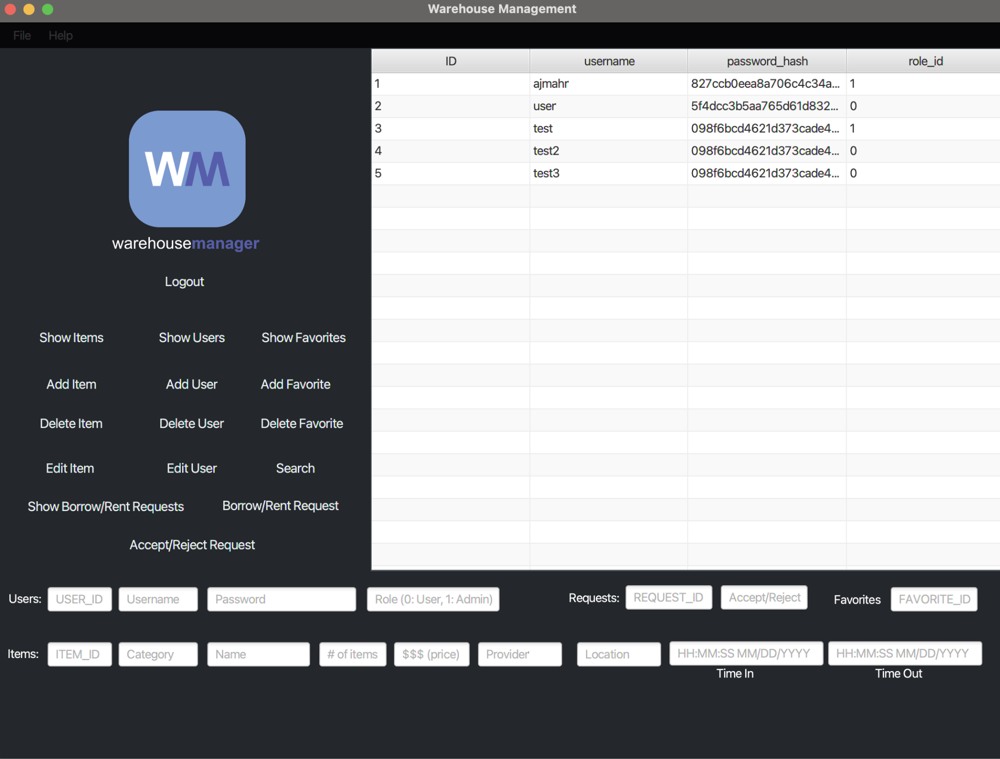 Warehouse Management
File Help
ID username password_hash role_id
1 ajmahr 827ccb0eea8a706c4c34a... 1
2 user 5f4dcc3b5aa765d61d832... 0
3 test 098f6bcd4621d373cade4... 1
4 test2 098f6bcd4621d373cade4... 0
5 test3 098f6bcd4621d373cade4... 0
WM
warehousemanager
Logout
Show Items Show Users Show Favorites
Add Item Add User Add Favorite
Delete Item Delete User Delete Favorite
Edit Item Edit User Search
Show Borrow/Rent Requests Borrow/Rent Request
Accept/Reject Request
Users: USER_ID Username Password Role (0: User, 1: Admin) Requests: REQUEST_ID Accept/Reject Favorites FAVORITE_ID
Items: ITEM_ID Category Name # of items $$$ (price) Provider Location HH:MM:SS MM/DD/YYYY HH:MM:SS MM/DD/YYYY
Time In Time Out